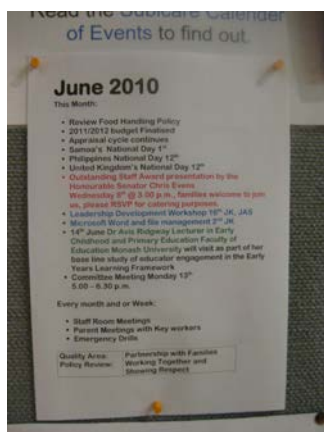 Read the Subicare Calender
of Events to find out.
June 2010
This Month:
• Review Food Handling Policy
• 2011/2012 budget Finalised
• Appraisal cycle continues
• Samoa's National Day 1st
• Philippines National Day 12th
• United Kingdom's National Day 12th
• Outstanding Staff Award presentation by the
Honourable Senator Chris Evans
Wednesday 8th @ 3.00 p.m., families welcome to join
us, please RSVP for catering purposes.
• Leadership Development Workshop 16th JK, JAS
• Microsoft Word and file management 2nd JK
• 14th June Dr Avis Ridgway Lecturer in Early
Childhood and Primary Education Faculty of
Education Monash University will visit as part of her
base line study of educator engagement in the Early
Years Learning Framework
• Committee Meeting Monday 13th
5.00 - 6.30 p.m.
Every month and or Week:
• Staff Room Meetings
• Parent Meetings with Key workers
• Emergency Drills
Quality Area: Partnership with Families
Policy Review: Working Together and
Showing Respect